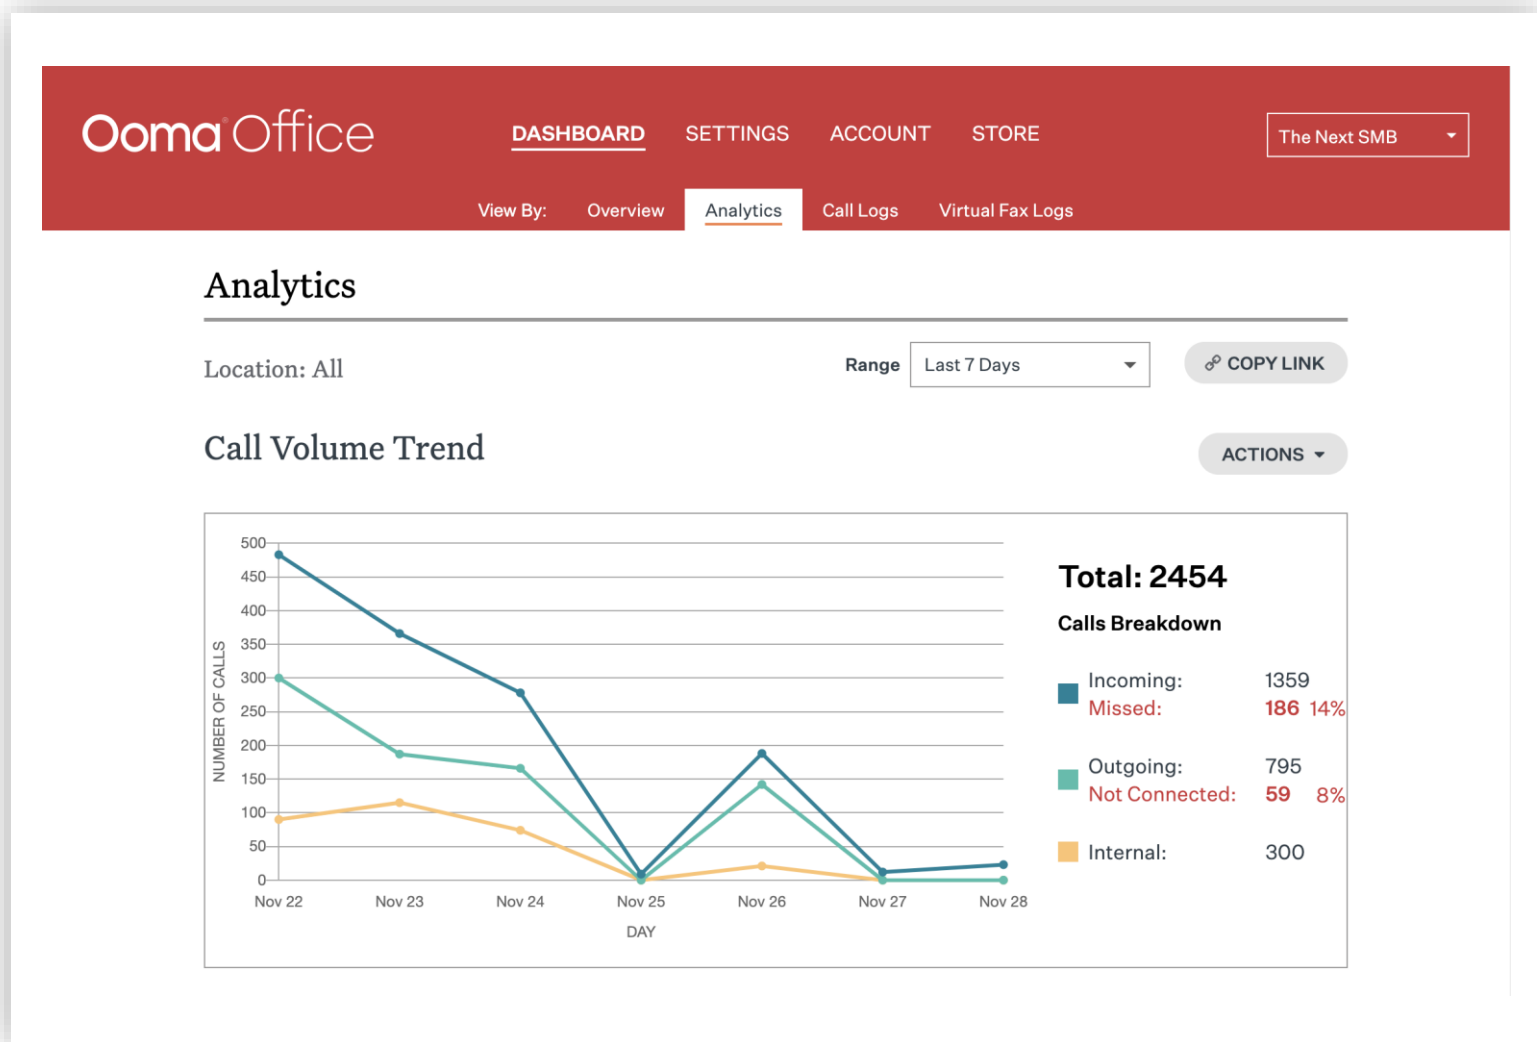 Ooma Office
DASHBOARD SETTINGS ACCOUNT STORE
The Next SMB
View By: Overview Analytics Call Logs Virtual Fax Logs
Analytics
Location: All
Range Last 7 Days
COPY LINK
Call Volume Trend
ACTIONS
500
450
400
350
300
250
200
150
100
50
0
NUMBER OF CALLS
Nov 22 Nov 23 Nov 24 Nov 25 Nov 26 Nov 27 Nov 28
DAY
Total: 2454
Calls Breakdown
Incoming: 1359
Missed: 186 14%
Outgoing: 795
Not Connected: 59 8%
Internal: 300